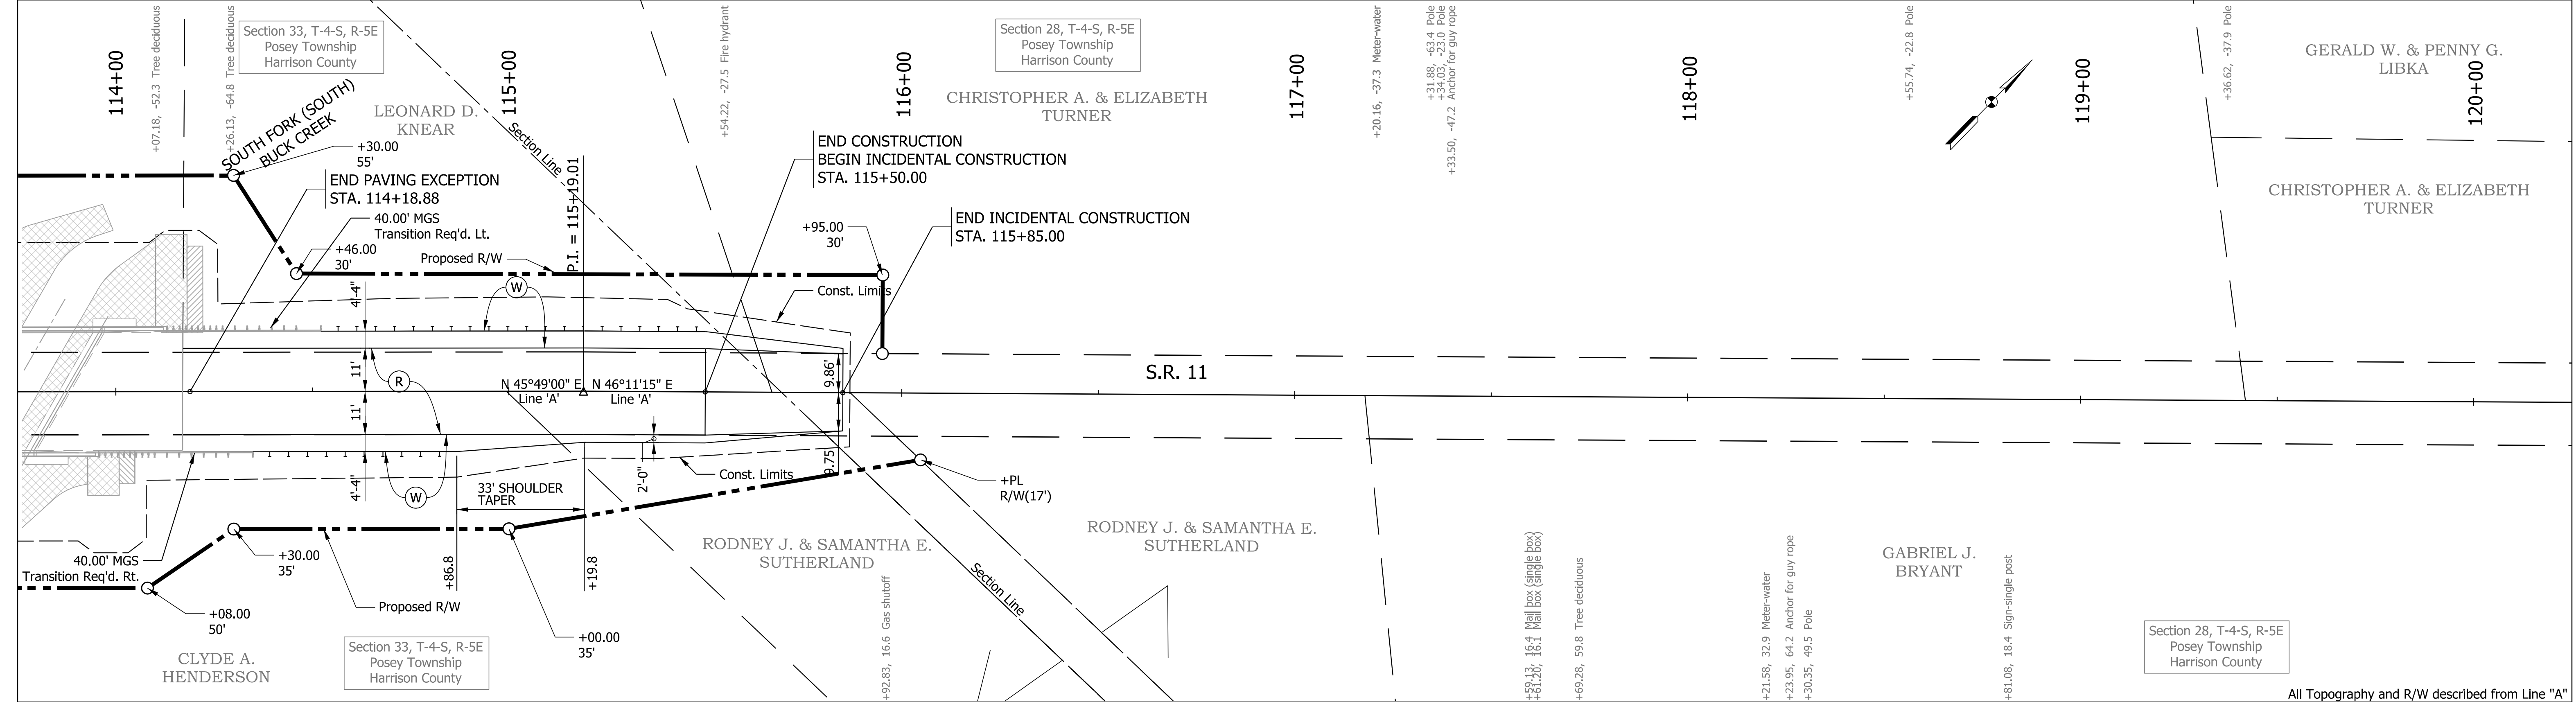 114+00
+07.18, -52.3 Tree deciduous
+26.13, -64.8 Tree deciduous
Section 33, T-4-S, R-5E
Posey Township
Harrison County
LEONARD D.
KNEAR
115+00
+54.22, -27.5 Fire hydrant
Section 28, T-4-S, R-5E
Posey Township
Harrison County
116+00
CHRISTOPHER A. & ELIZABETH
TURNER
117+00
+20.16, -37.3 Meter-water
+31.88, -63.4 Pole
+34.03, -23.0 Pole
+33.50, -47.2 Anchor for guy rope
118+00
+55.74, -22.8 Pole
119+00
+36.62, -37.9 Pole
GERALD W. & PENNY G.
LIBKA
120+00
SOUTH FORK (SOUTH)
BUCK CREEK
+30.00
55'
Section Line
END PAVING EXCEPTION
STA. 114+18.88
P.I. = 115+19.01
END CONSTRUCTION
BEGIN INCIDENTAL CONSTRUCTION
STA. 115+50.00
CHRISTOPHER A. & ELIZABETH
TURNER
40.00' MGS
Transition Req'd. Lt.
END INCIDENTAL CONSTRUCTION
STA. 115+85.00
+95.00
30'
+46.00
30'
Proposed R/W
Const. Limits
4'-4"
W
11'
R
9.86'
S.R. 11
N 45°49'00" E
Line 'A'
N 46°11'15" E
Line 'A'
11'
4'-4"
W
2'-0"
9.75'
Const. Limits
33' SHOULDER
TAPER
+PL
R/W(17')
RODNEY J. & SAMANTHA E.
SUTHERLAND
RODNEY J. & SAMANTHA E.
SUTHERLAND
40.00' MGS
Transition Req'd. Rt.
+30.00
35'
+86.8
+19.8
Section Line
GABRIEL J.
BRYANT
+08.00
50'
Proposed R/W
+00.00
35'
CLYDE A.
HENDERSON
Section 33, T-4-S, R-5E
Posey Township
Harrison County
+92.83, 16.6 Gas shutoff
+59.13, 16.4 Mail box (single box)
+61.20, 16.1 Mail box (single box)
+69.28, 59.8 Tree deciduous
+21.58, 32.9 Meter-water
+23.95, 64.2 Anchor for guy rope
+30.35, 49.5 Pole
+81.08, 18.4 Sign-single post
Section 28, T-4-S, R-5E
Posey Township
Harrison County
All Topography and R/W described from Line "A"